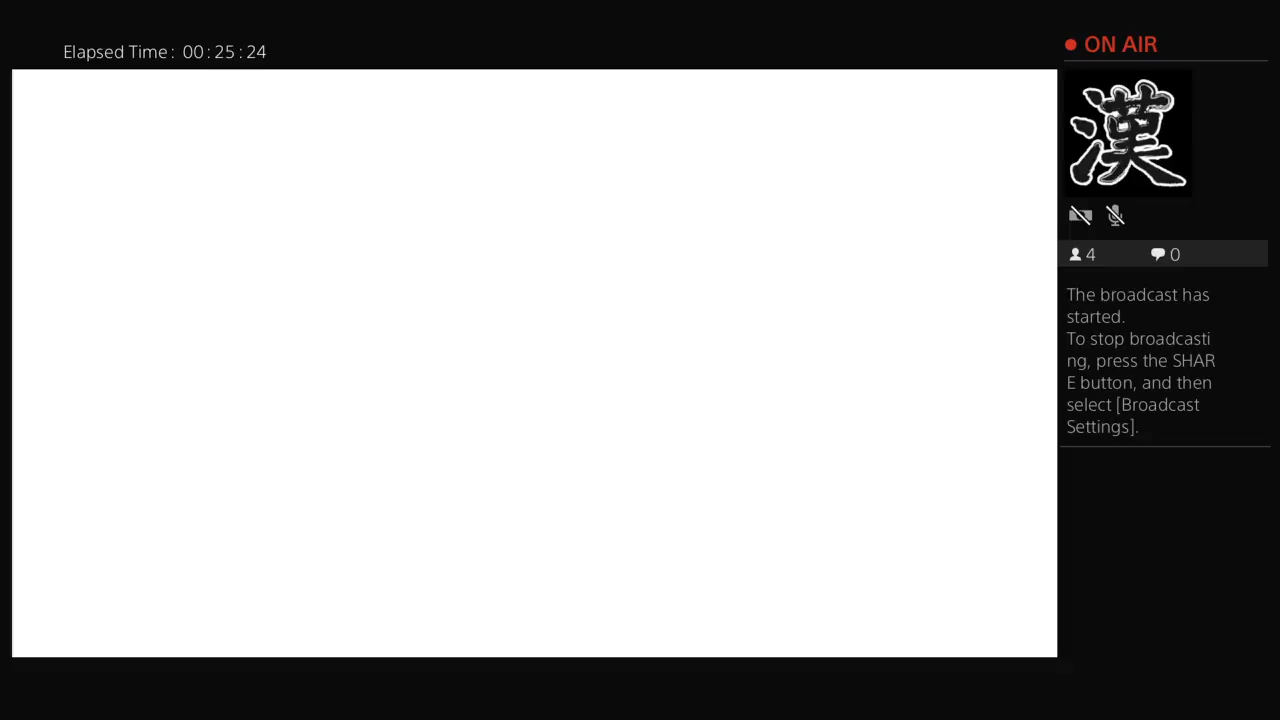 Elapsed Time: 00:25:24
ON AIR
漢
4 0
The broadcast has
started.
To stop broadcasti
ng, press the SHAR
E button, and then
select [Broadcast
Settings].